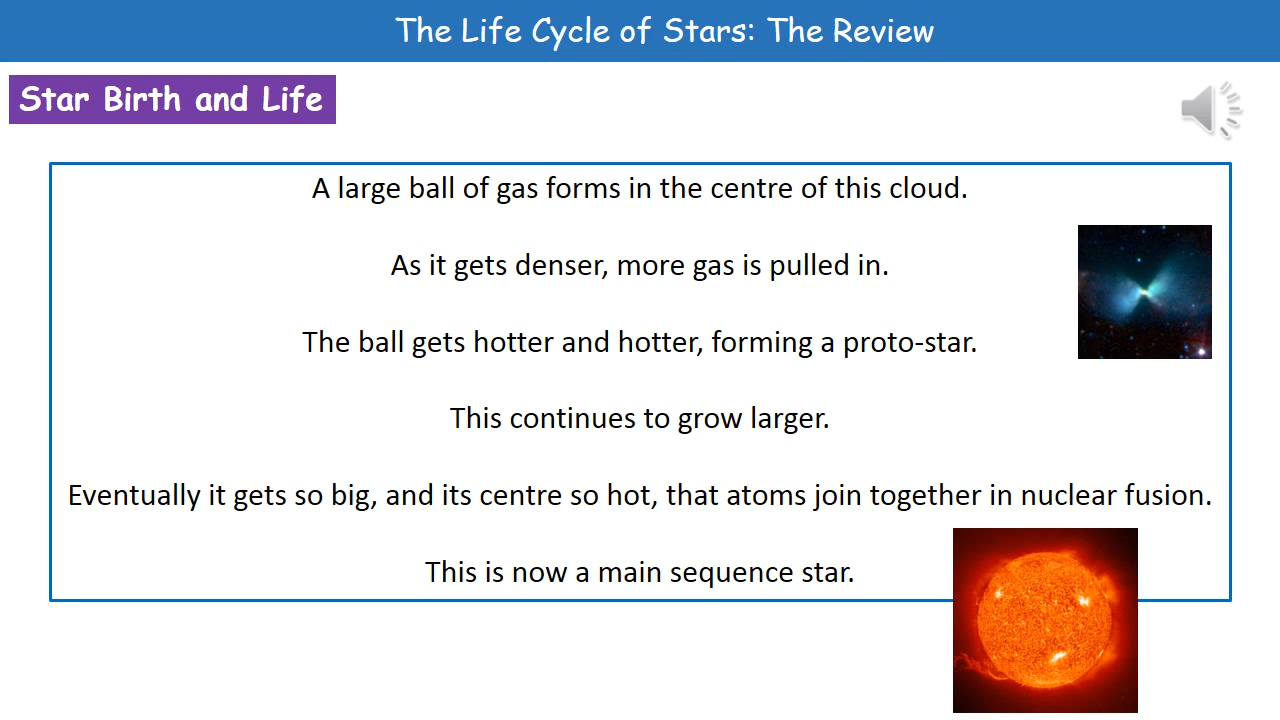 The Life Cycle of Stars: The Review
Star Birth and Life
A large ball of gas forms in the centre of this cloud.
As it gets denser, more gas is pulled in.
The ball gets hotter and hotter, forming a proto-star.
This continues to grow larger.
Eventually it gets so big, and its centre so hot, that atoms join together in nuclear fusion.
This is now a main sequence star.